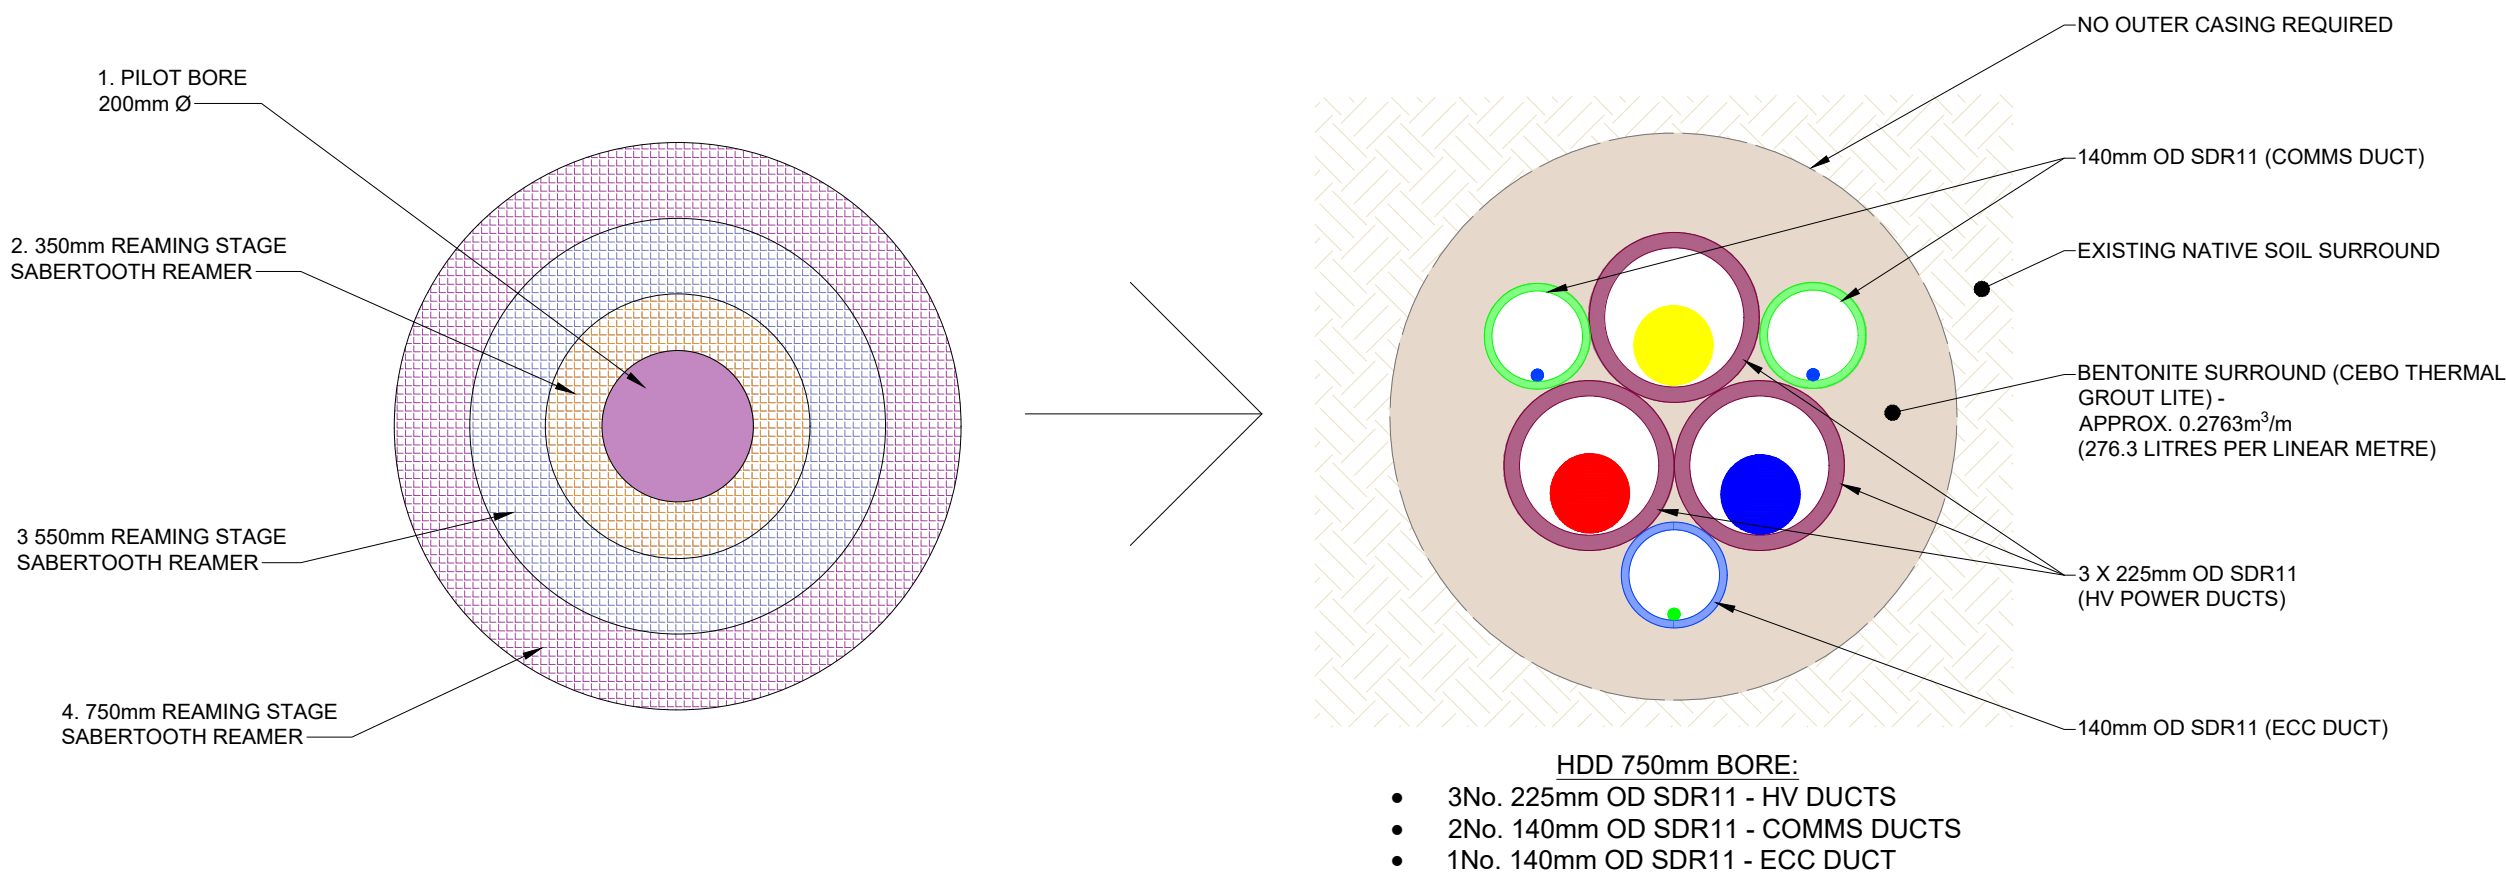 1. PILOT BORE
200mm Ø
2. 350mm REAMING STAGE
SABERTOOTH REAMER
3 550mm REAMING STAGE
SABERTOOTH REAMER
4. 750mm REAMING STAGE
SABERTOOTH REAMER
NO OUTER CASING REQUIRED
140mm OD SDR11 (COMMS DUCT)
EXISTING NATIVE SOIL SURROUND
BENTONITE SURROUND (CEBO THERMAL
GROUT LITE) -
APPROX. 0.2763m³/m
(276.3 LITRES PER LINEAR METRE)
3 X 225mm OD SDR11
(HV POWER DUCTS)
140mm OD SDR11 (ECC DUCT)
HDD 750mm BORE:
• 3No. 225mm OD SDR11 - HV DUCTS
• 2No. 140mm OD SDR11 - COMMS DUCTS
• 1No. 140mm OD SDR11 - ECC DUCT